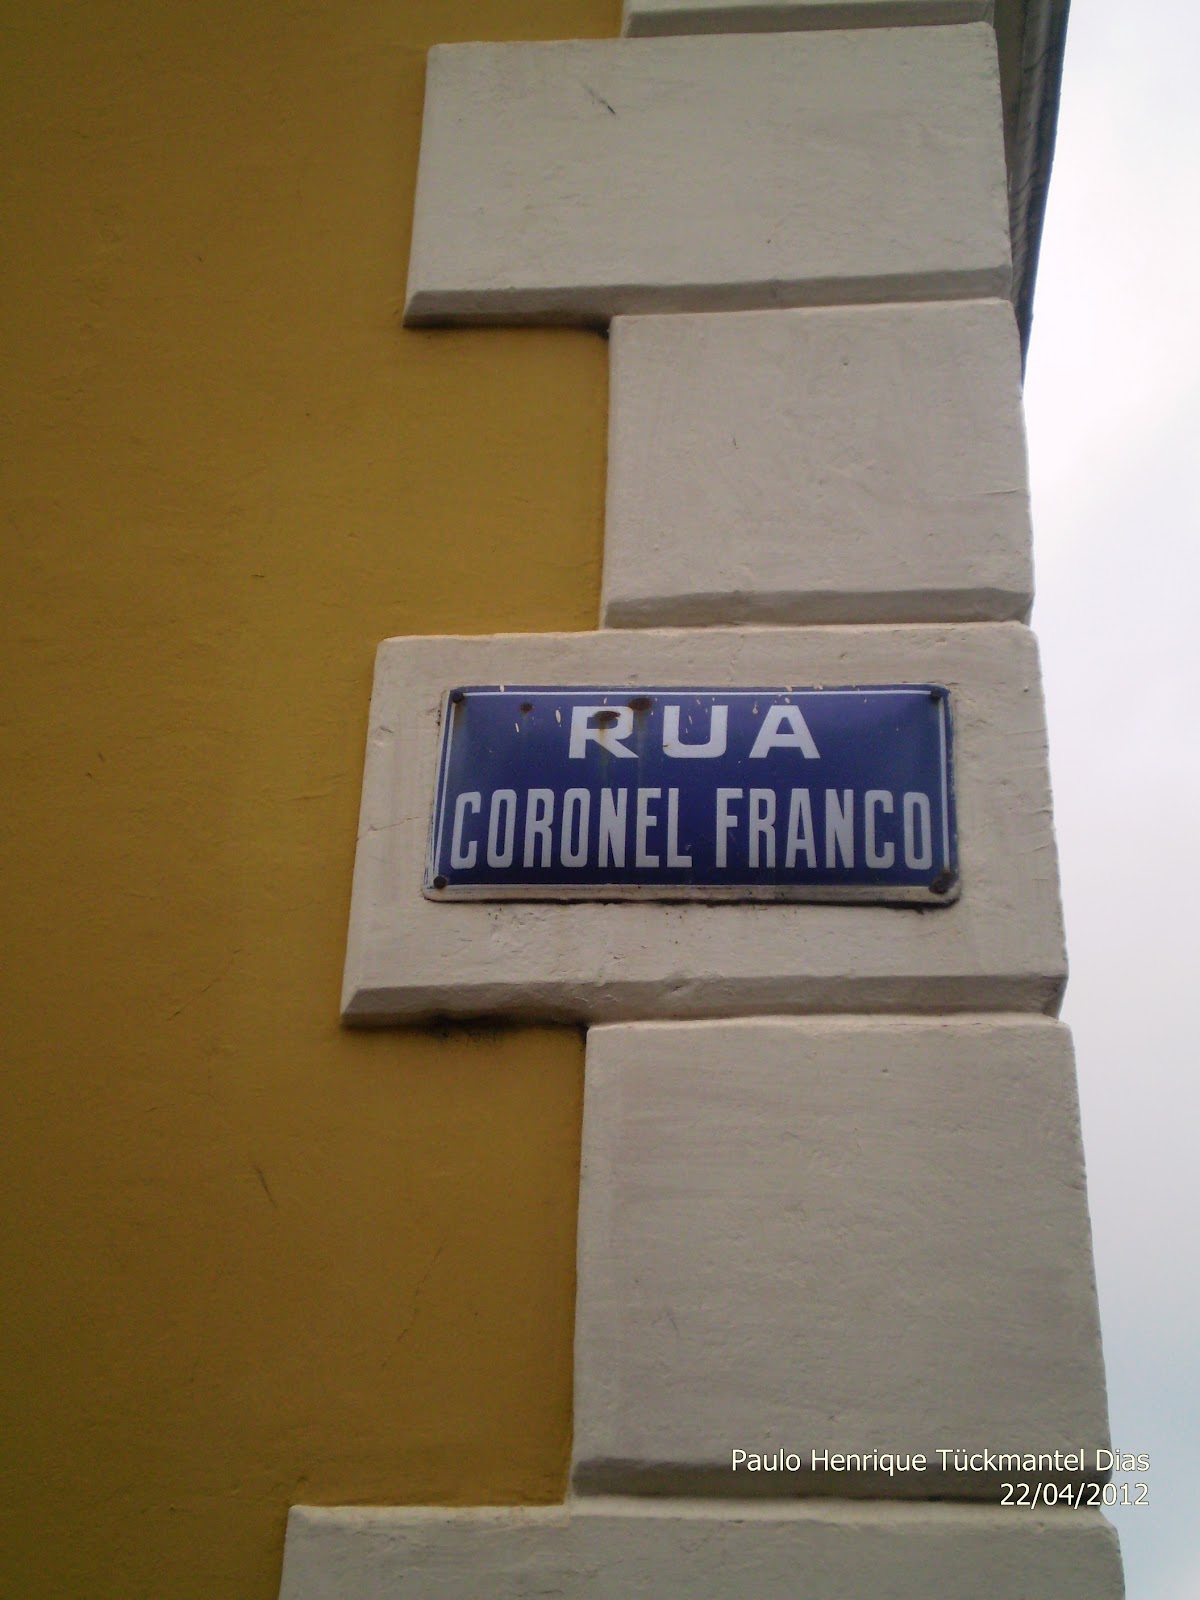 RUA
CORONEL FRANCO
Paulo Henrique Tückmantel Dias
22/04/2012